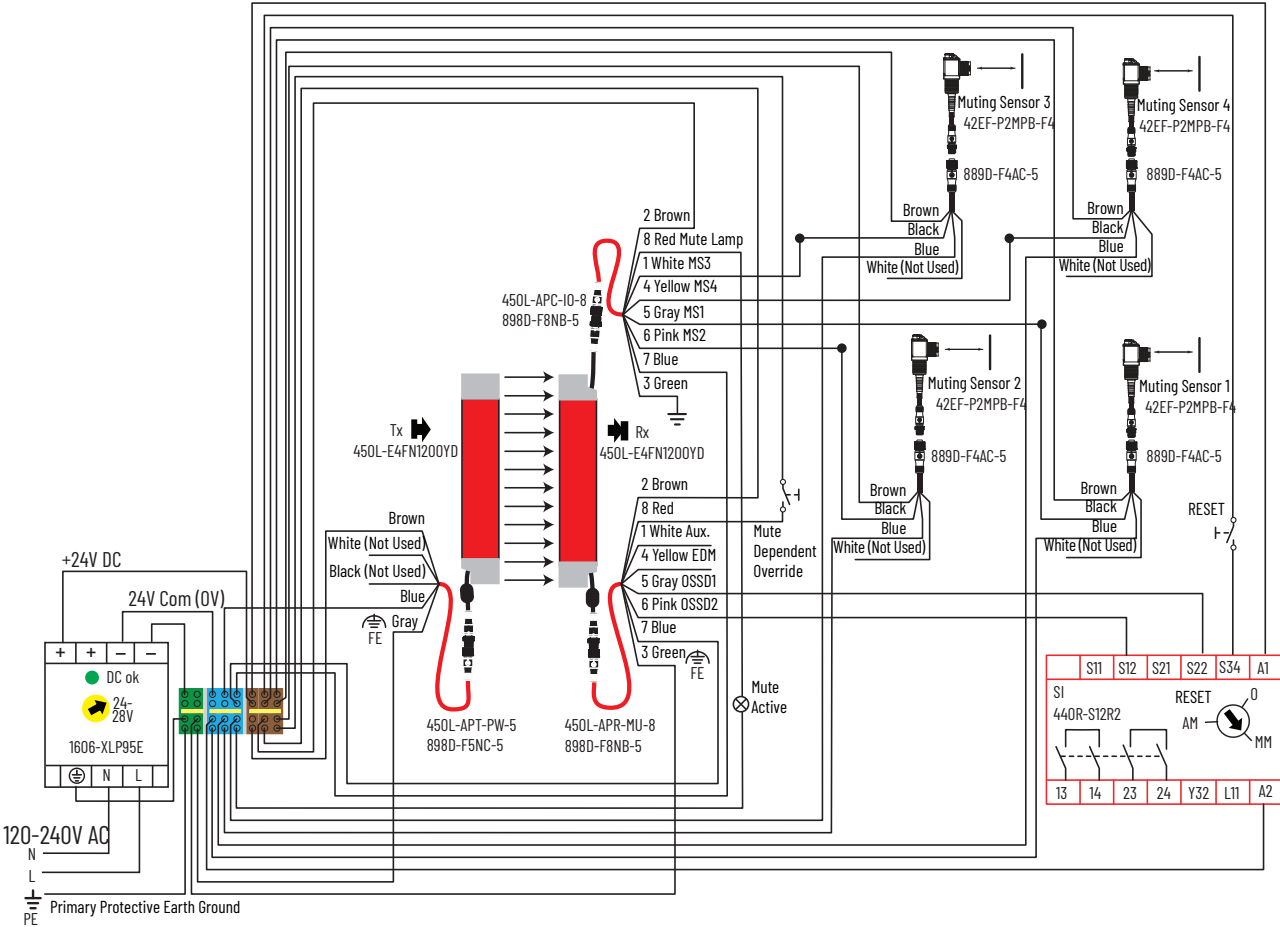 Muting Sensor 3
42EF-P2MPB-F4
889D-F4AC-5
Brown
Black
Blue
White (Not Used)
Muting Sensor 4
42EF-P2MPB-F4
889D-F4AC-5
Brown
Black
Blue
White (Not Used)
2 Brown
8 Red Mute Lamp
1 White MS3
4 Yellow MS4
5 Gray MS1
6 Pink MS2
7 Blue
3 Green
450L-APC-IO-8
898D-F8NB-5
Muting Sensor 2
42EF-P2MPB-F4
889D-F4AC-5
Brown
Black
Blue
White (Not Used)
Muting Sensor 1
42EF-P2MPB-F4
889D-F4AC-5
Brown
Black
Blue
White (Not Used)
Tx
450L-E4FN1200YD
Rx
450L-E4FN1200YD
2 Brown
8 Red
1 White Aux.
4 Yellow EDM
5 Gray OSSD1
6 Pink OSSD2
7 Blue
3 Green
FE
Mute
Dependent
Override
RESET
Brown
White (Not Used)
Black (Not Used)
Blue
Gray
FE
+24V DC
24V Com (0V)
+ + – –
DC ok
24-
28V
1606-XLP95E
N L
450L-APT-PW-5
898D-F5NC-5
450L-APR-MU-8
898D-F8NB-5
Mute
Active
S11 S12 S21 S22 S34 A1
SI
440R-S12R2
RESET
0
AM
MM
13 14 23 24 Y32 L11 A2
120-240V AC
N
L
PE
Primary Protective Earth Ground